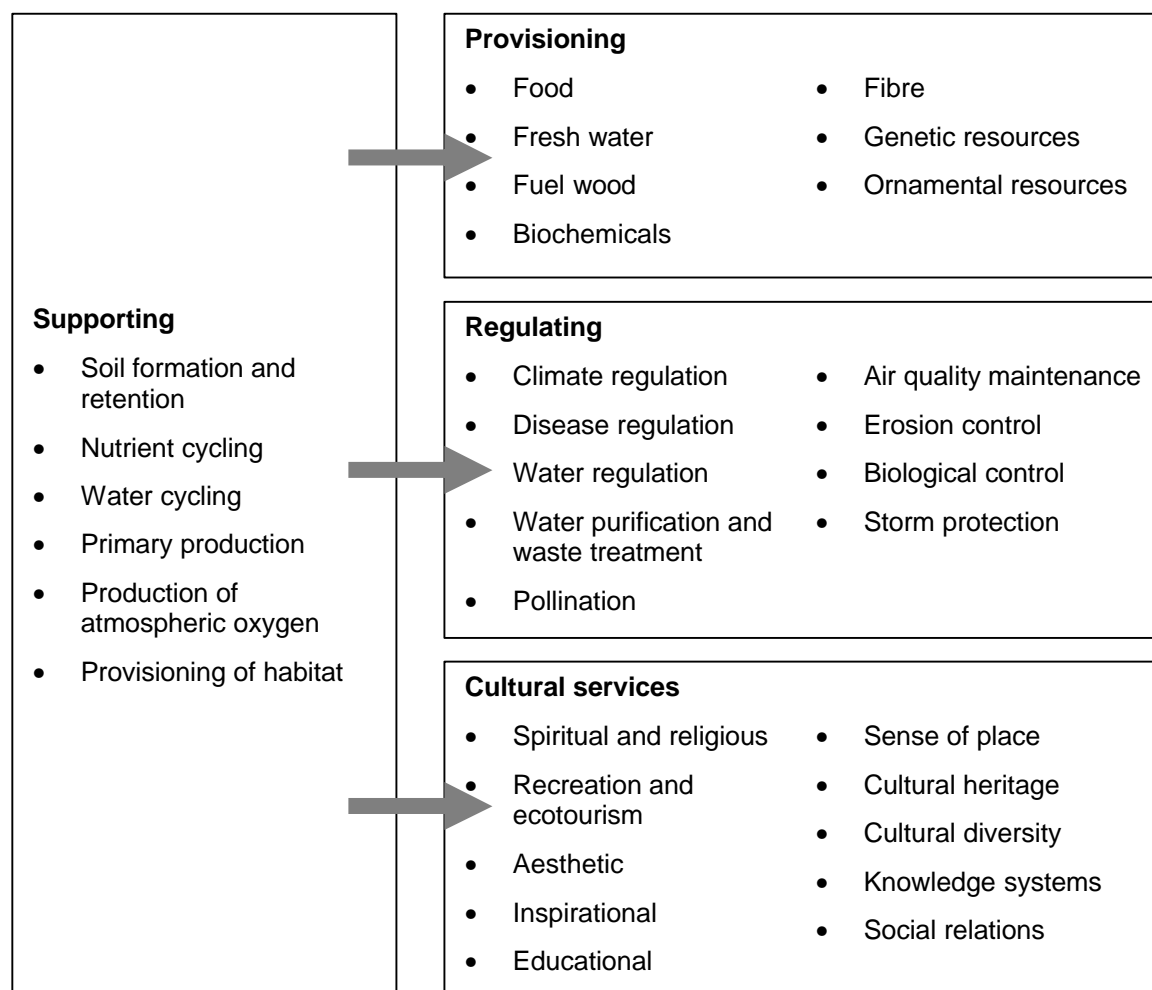 Supporting
• Soil formation and
retention
• Nutrient cycling
• Water cycling
• Primary production
• Production of
atmospheric oxygen
• Provisioning of habitat
Provisioning
• Food
• Fresh water
• Fuel wood
• Biochemicals
• Fibre
• Genetic resources
• Ornamental resources
Regulating
• Climate regulation
• Disease regulation
Water regulation
• Water purification and
waste treatment
• Pollination
• Air quality maintenance
• Erosion control
• Biological control
• Storm protection
Cultural services
• Spiritual and religious
• Recreation and
ecotourism
• Aesthetic
• Inspirational
• Educational
• Sense of place
• Cultural heritage
• Cultural diversity
• Knowledge systems
• Social relations